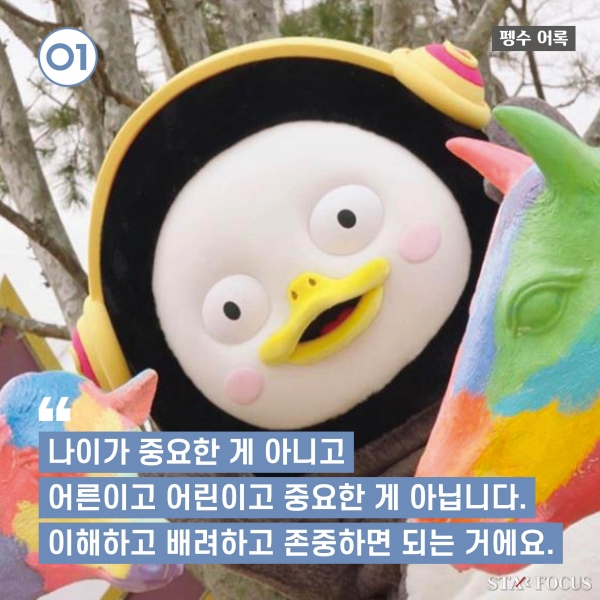 01
펭수 어록
❝
나이가 중요한 게 아니고
어른이고 어린이고 중요한 게 아닙니다.
이해하고 배려하고 존중하면 되는 거에요.
STAR FOCUS